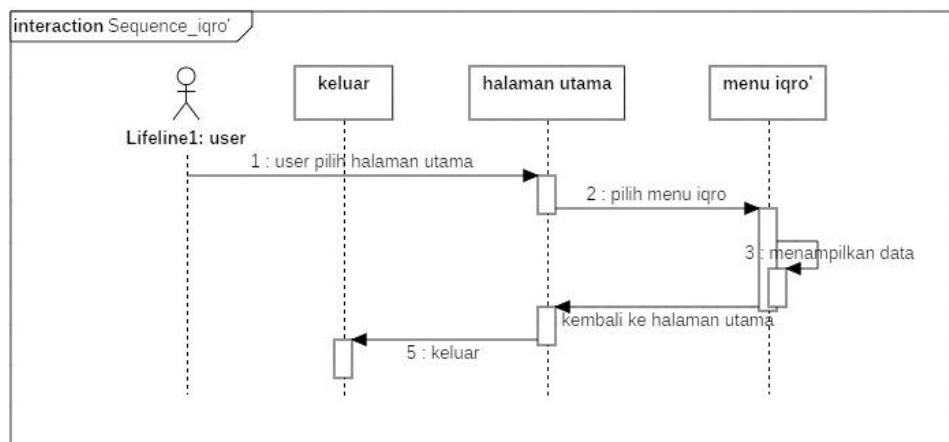 interaction Sequence_iqro'
keluar
halaman utama
menu iqro'
Lifeline1: user
1 : user pilih halaman utama
2 : pilih menu iqro
3 : menampilkan data
kembali ke halaman utama
5 : keluar